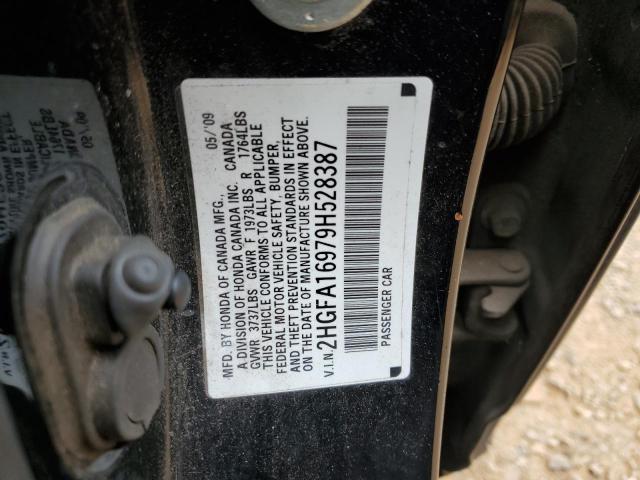 MFD. BY HONDA OF CANADA MFG., 05/'09
A DIVISION OF HONDA CANADA INC. CANADA
GVWR 3737LBS GAWR F 1973LBS R 1764LBS
THIS VEHICLE CONFORMS TO ALL APPLICABLE
FEDERAL MOTOR VEHICLE SAFETY, BUMPER,
AND THEFT PREVENTION STANDARDS IN EFFECT
ON THE DATE OF MANUFACTURE SHOWN ABOVE.
V.I.N. 2HGFA16979H528387
PASSENGER CAR